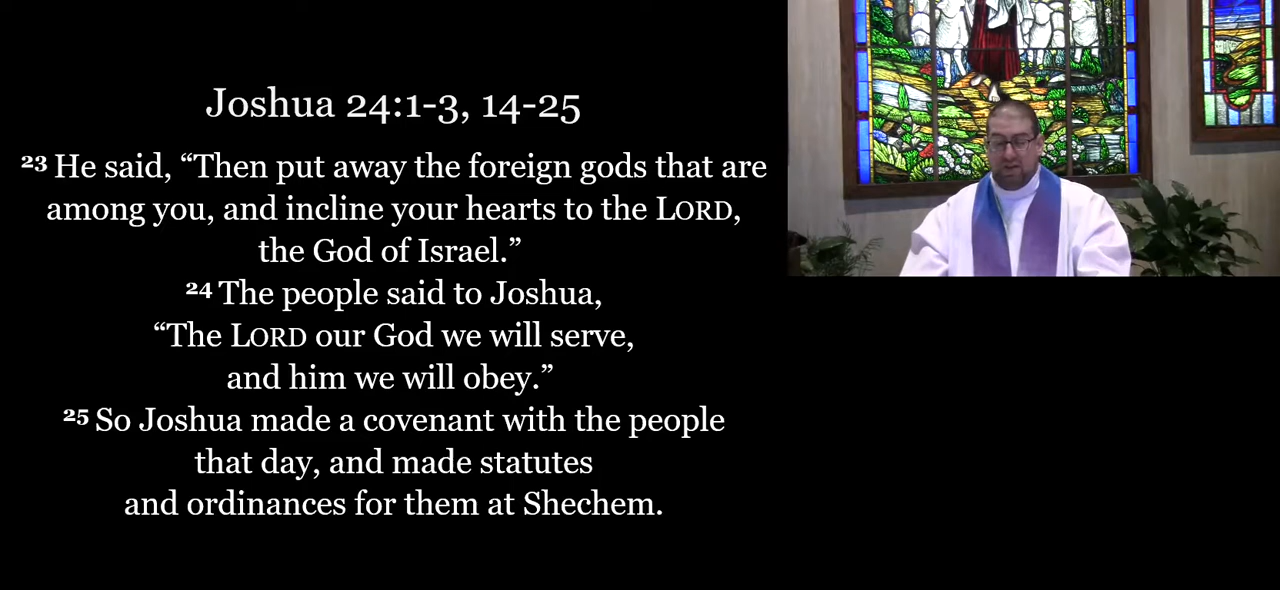 Joshua 24:1-3, 14-25
23 He said, “Then put away the foreign gods that are
among you, and incline your hearts to the LORD,
the God of Israel.”
24 The people said to Joshua,
“The LORD our God we will serve,
and him we will obey.”
25 So Joshua made a covenant with the people
that day, and made statutes
and ordinances for them at Shechem.